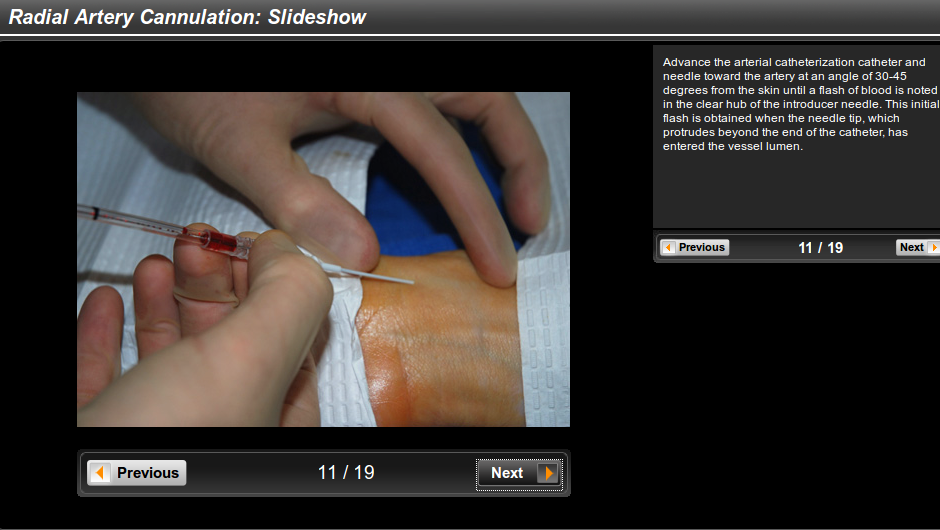 Radial Artery Cannulation: Slideshow
Advance the arterial catheterization catheter and
needle toward the artery at an angle of 30-45
degrees from the skin until a flash of blood is noted
in the clear hub of the introducer needle. This initial
flash is obtained when the needle tip, which
protrudes beyond the end of the catheter, has
entered the vessel lumen.
Previous 11 / 19 Next
Previous 11 / 19 Next